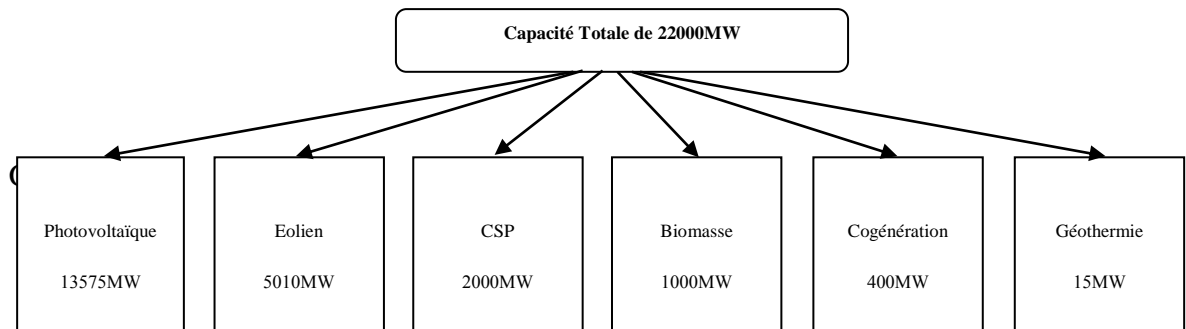 Capacité Totale de 22000MW
Photovoltaïque
13575MW
Eolien
5010MW
CSP
2000MW
Biomasse
1000MW
Cogénération
400MW
Géothermie
15MW